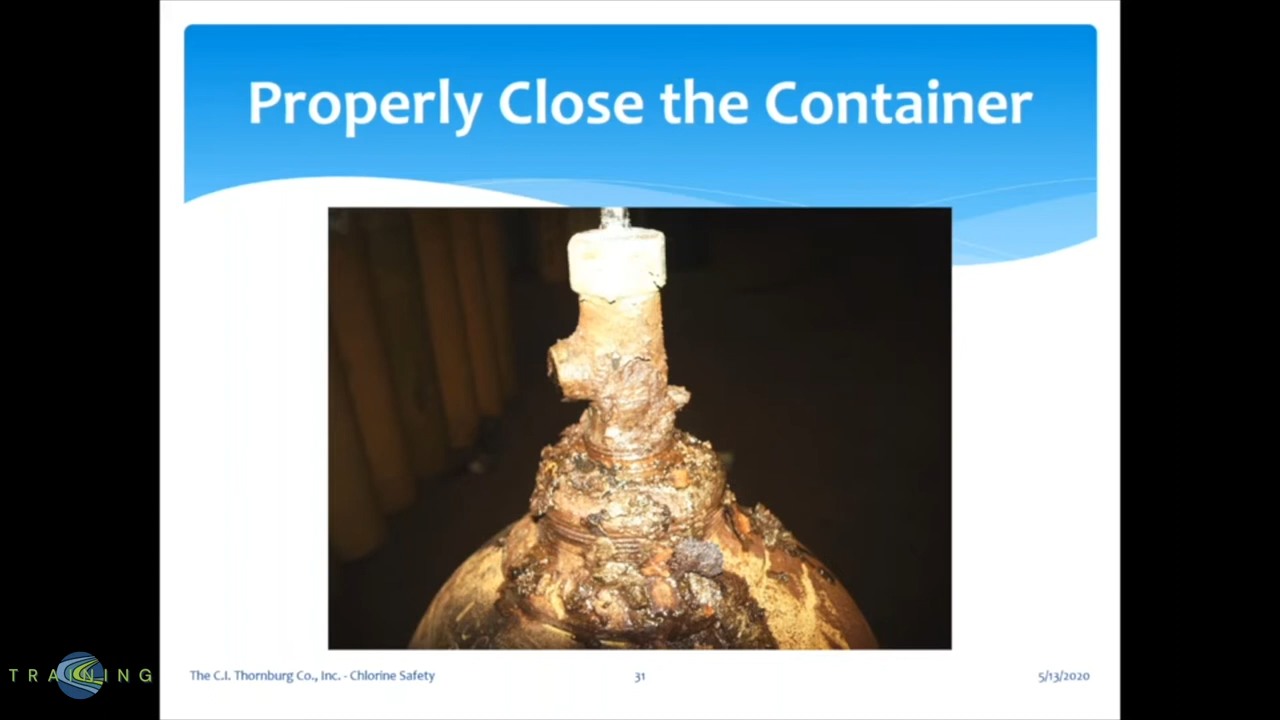 Properly Close the Container
The C.I. Thornburg Co., Inc. - Chlorine Safety
31
5/13/2020
TRAINING